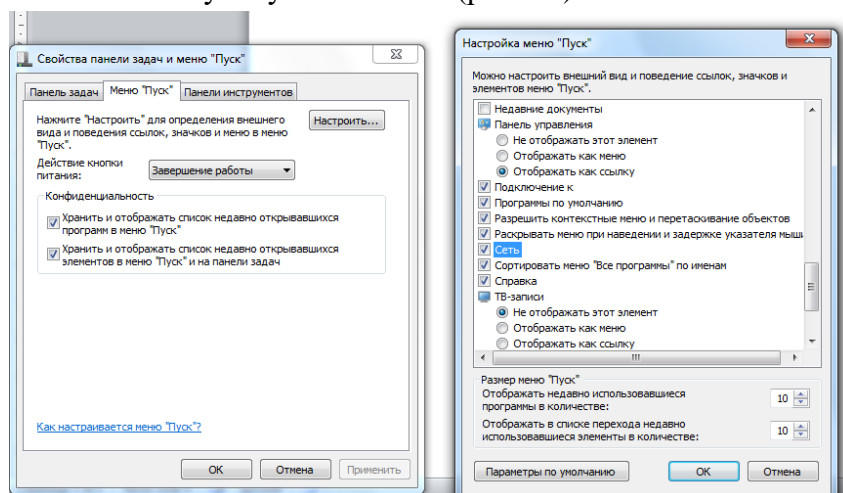 Свойства панели задач и меню "Пуск"
Панель задач
Меню "Пуск"
Панели инструментов
Нажмите "Настроить" для определения внешнего
вида и поведения ссылок, значков и меню в меню
"Пуск".
Настроить...
Действие кнопки
питания:
Завершение работы
Конфиденциальность
Хранить и отображать список недавно открывавшихся
программ в меню "Пуск"
Хранить и отображать список недавно открывавшихся
элементов в меню "Пуск" и на панели задач
Как настраивается меню "Пуск"?
ОК
Отмена
Применить
Настройка меню "Пуск"
Можно настроить внешний вид и поведение ссылок, значков и
элементов меню "Пуск".
Недавние документы
Панель управления
Не отображать этот элемент
Отображать как меню
Отображать как ссылку
Подключение к
Программы по умолчанию
Разрешить контекстные меню и перетаскивание объектов
Раскрывать меню при наведении и задержке указателя мыши
Сеть
Сортировать меню "Все программы" по именам
Справка
ТВ-записи
Не отображать этот элемент
Отображать как меню
Отображать как ссылку
Размер меню "Пуск"
Отображать недавно использовавшиеся
программы в количестве:
10
Отображать в списке перехода недавно
использовавшиеся элементы в количестве:
10
Параметры по умолчанию
ОК
Отмена